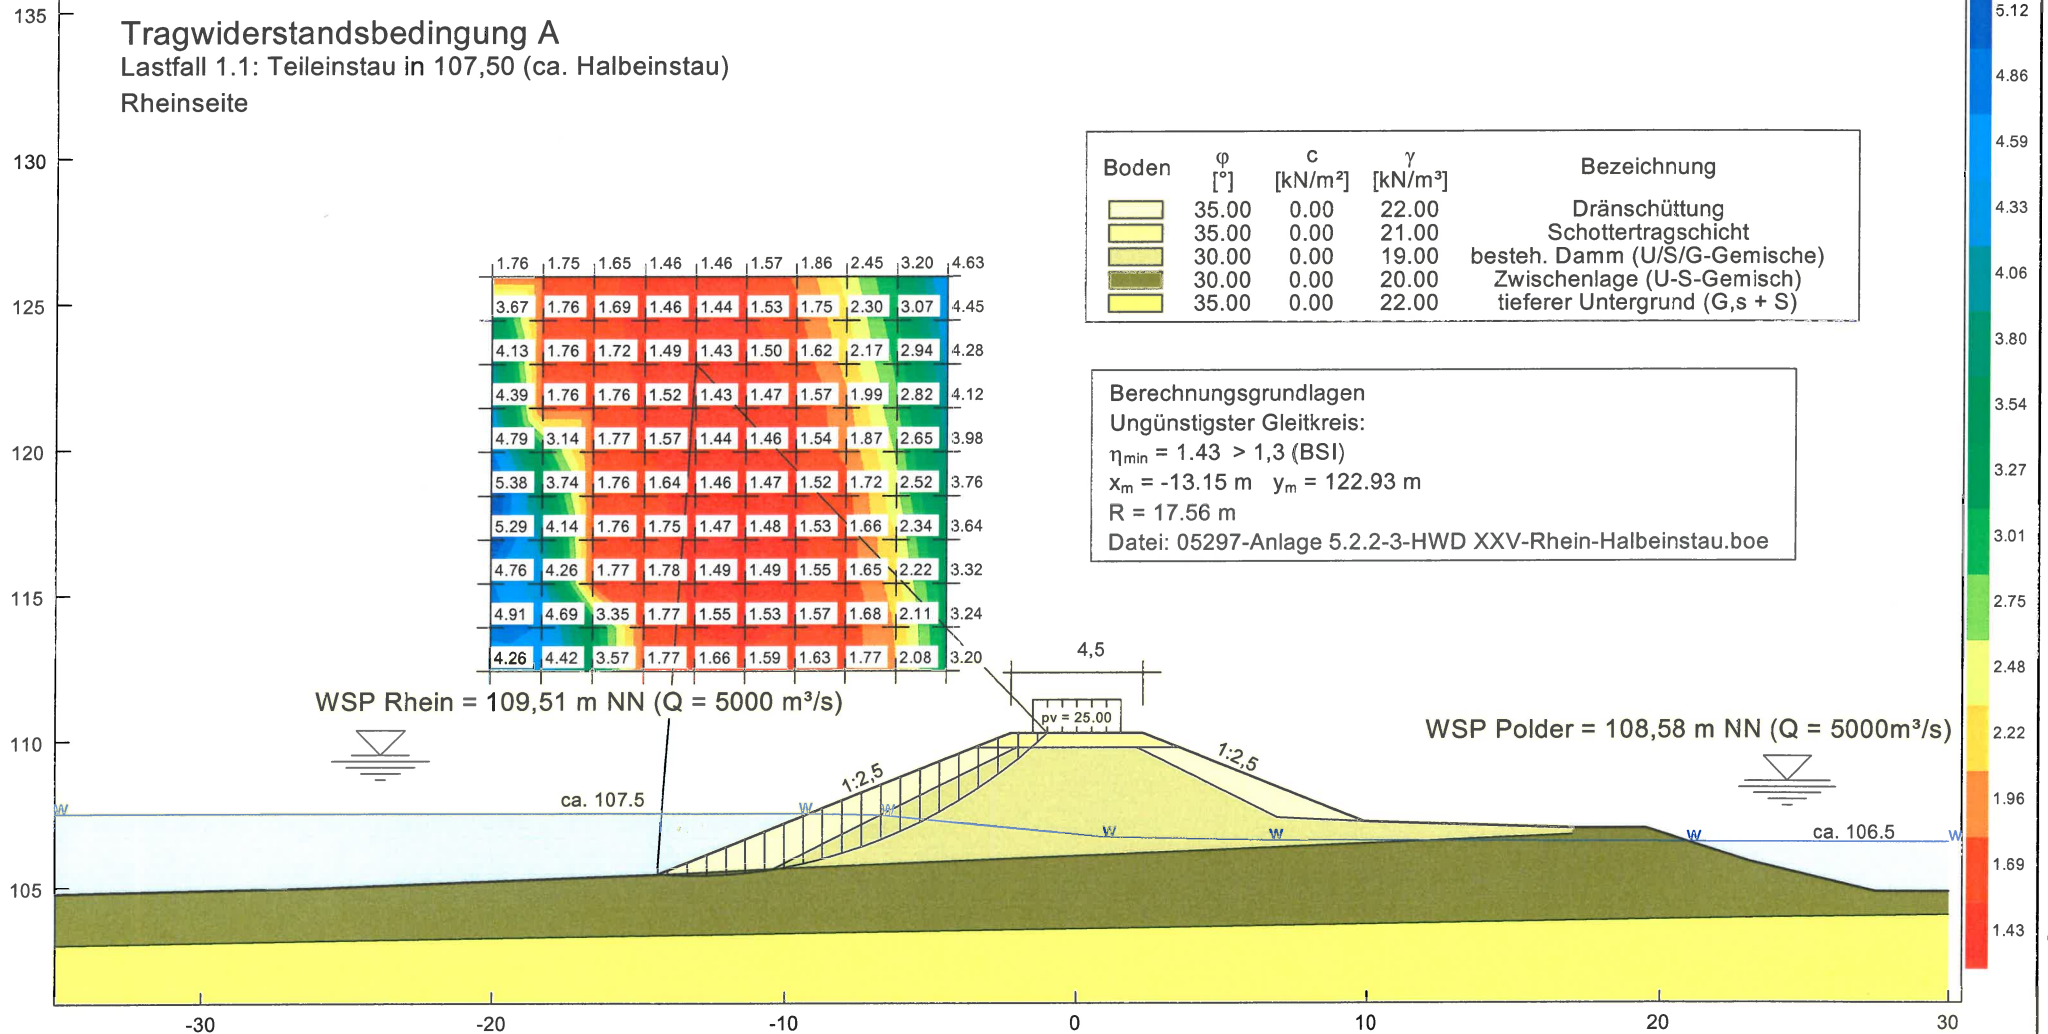 Tragwiderstandsbedingung A
Lastfall 1.1: Teileinstau in 107,50 (ca. Halbeinstau)
Rheinseite
135
130
125
120
115
110
105
Boden φ [°] c [kN/m²] γ [kN/m³] Bezeichnung
35.00 0.00 22.00 Dränschüttung
35.00 0.00 21.00 Schottertragschicht
30.00 0.00 19.00 besteh. Damm (U/S/G-Gemische)
30.00 0.00 20.00 Zwischenlage (U-S-Gemisch)
35.00 0.00 22.00 tieferer Untergrund (G,s + S)
Berechnungsgrundlagen
Ungünstigster Gleitkreis:
ηmin = 1.43 > 1,3 (BSI)
xm = -13.15 m ym = 122.93 m
R = 17.56 m
Datei: 05297-Anlage 5.2.2-3-HWD XXV-Rhein-Halbeinstau.boe
1.76 1.75 1.65 1.46 1.46 1.57 1.86 2.45 3.20 4.63
3.67 1.76 1.69 1.46 1.44 1.53 1.75 2.30 3.07 4.45
4.13 1.76 1.72 1.49 1.43 1.50 1.62 2.17 2.94 4.28
4.39 1.76 1.76 1.52 1.43 1.47 1.57 1.99 2.82 4.12
4.79 3.14 1.77 1.57 1.44 1.46 1.54 1.87 2.65 3.98
5.38 3.74 1.76 1.64 1.46 1.47 1.52 1.72 2.52 3.76
5.29 4.14 1.76 1.75 1.47 1.48 1.53 1.66 2.34 3.64
4.76 4.26 1.77 1.78 1.49 1.49 1.55 1.65 2.22 3.32
4.91 4.69 3.35 1.77 1.55 1.53 1.57 1.68 2.11 3.24
4.26 4.42 3.57 1.77 1.66 1.59 1.63 1.77 2.08 3.20
4,5
WSP Rhein = 109,51 m NN (Q = 5000 m³/s)
pv = 25.00
WSP Polder = 108,58 m NN (Q = 5000m³/s)
1:2,5
1:2,5
ca. 107.5
W
W
W
W
W
W
W
ca. 106.5
-30 -20 -10 0 10 20 30
5.12
4.86
4.59
4.33
4.06
3.80
3.54
3.27
3.01
2.75
2.48
2.22
1.96
1.69
1.43